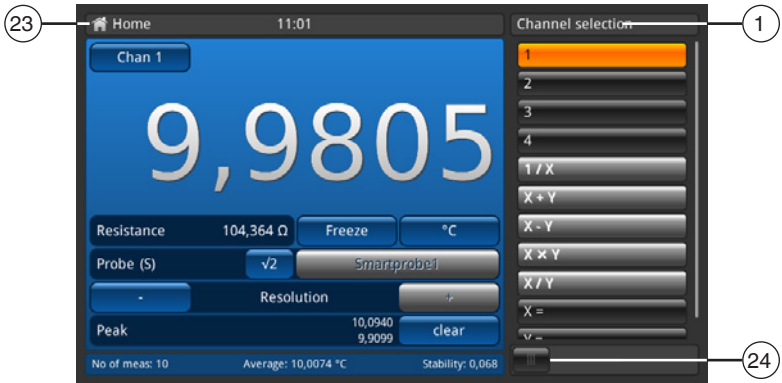 23
Home 11:01
Channel selection
1
Chan 1
9,9805
Resistance 104,364 Ω Freeze °C
Probe (S) √2 Smartprobe1
- Resolution +
Peak 10,0940 9,9099 clear
No of meas: 10 Average: 10,0074 °C Stability: 0,068
1
2
3
4
1 / X
X + Y
X - Y
X × Y
X / Y
X =
Y =
24